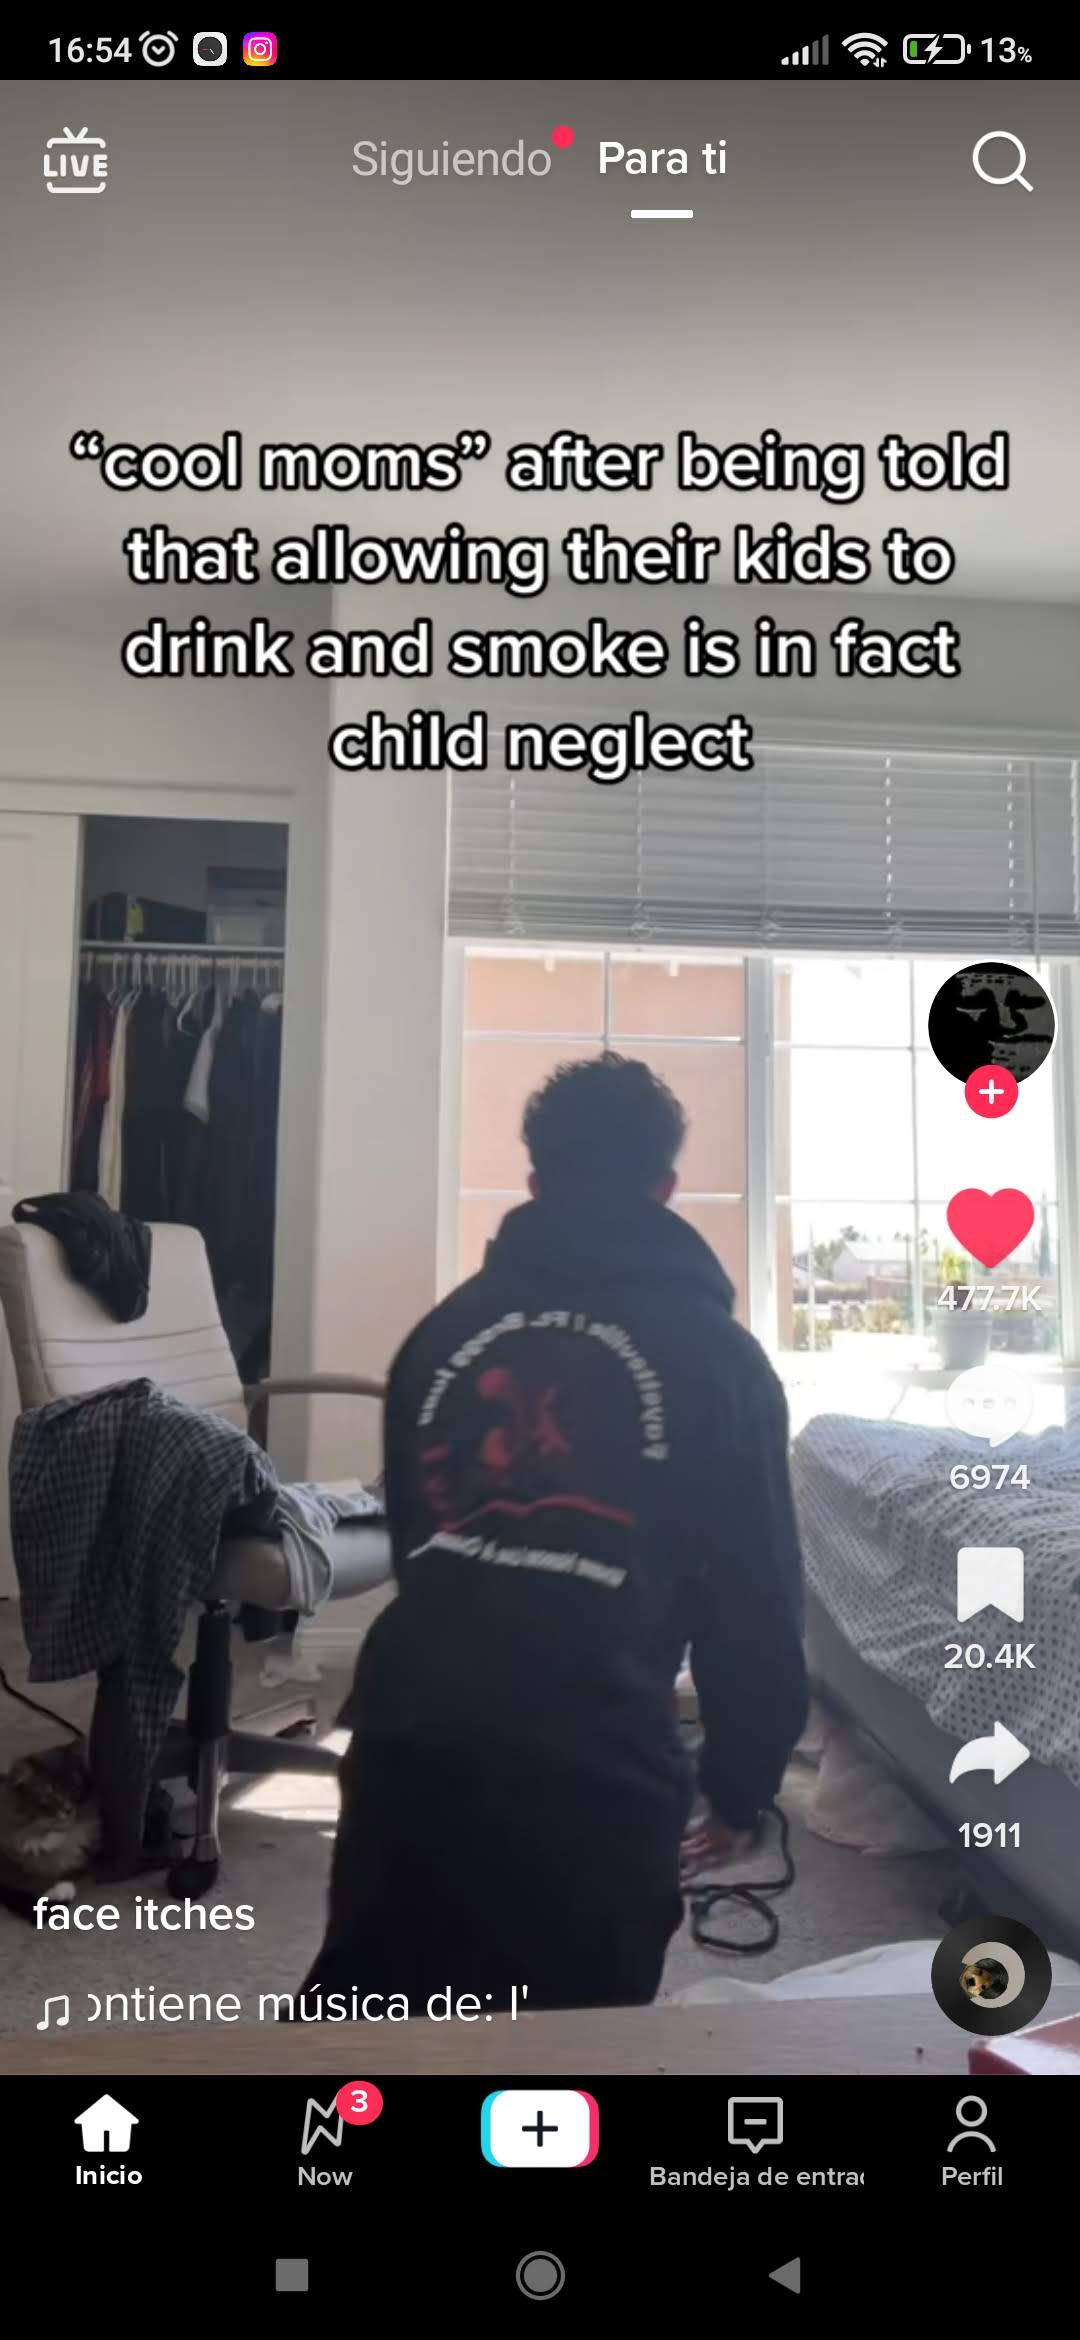 16:54
13%
LIVE
Siguiendo
Para ti
“cool moms” after being told
that allowing their kids to
drink and smoke is in fact
child neglect
477.7K
6974
20.4K
1911
face itches
ontiene música de: I'
3
Inicio
Now
Bandeja de entrad
Perfil